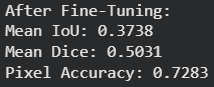 After Fine-Tuning:
Mean IoU: 0.3738
Mean Dice: 0.5031
Pixel Accuracy: 0.7283